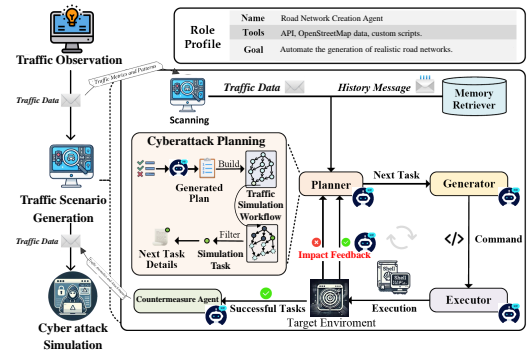 Role
Profile
Name Road Network Creation Agent
Tools API, OpenStreetMap data, custom scripts.
Goal Automate the generation of realistic road networks.
Traffic Observation
Traffic Metrics and Patterns
Traffic Data
Scanning
Traffic Data
History Message
Memory
Retriever
Cyberattack Planning
Build
Generated
Plan
Traffic
Simulation
Workflow
Filter
Next Task
Details
Simulation
Task
Planner
Next Task
Generator
Traffic Scenario
Generation
Impact Feedback
</>
Command
Traffic Data
Countermeasure Agent
Successful Tasks
Target Enviroment
Execution
Shell
Executor
Cyber attack
Simulation